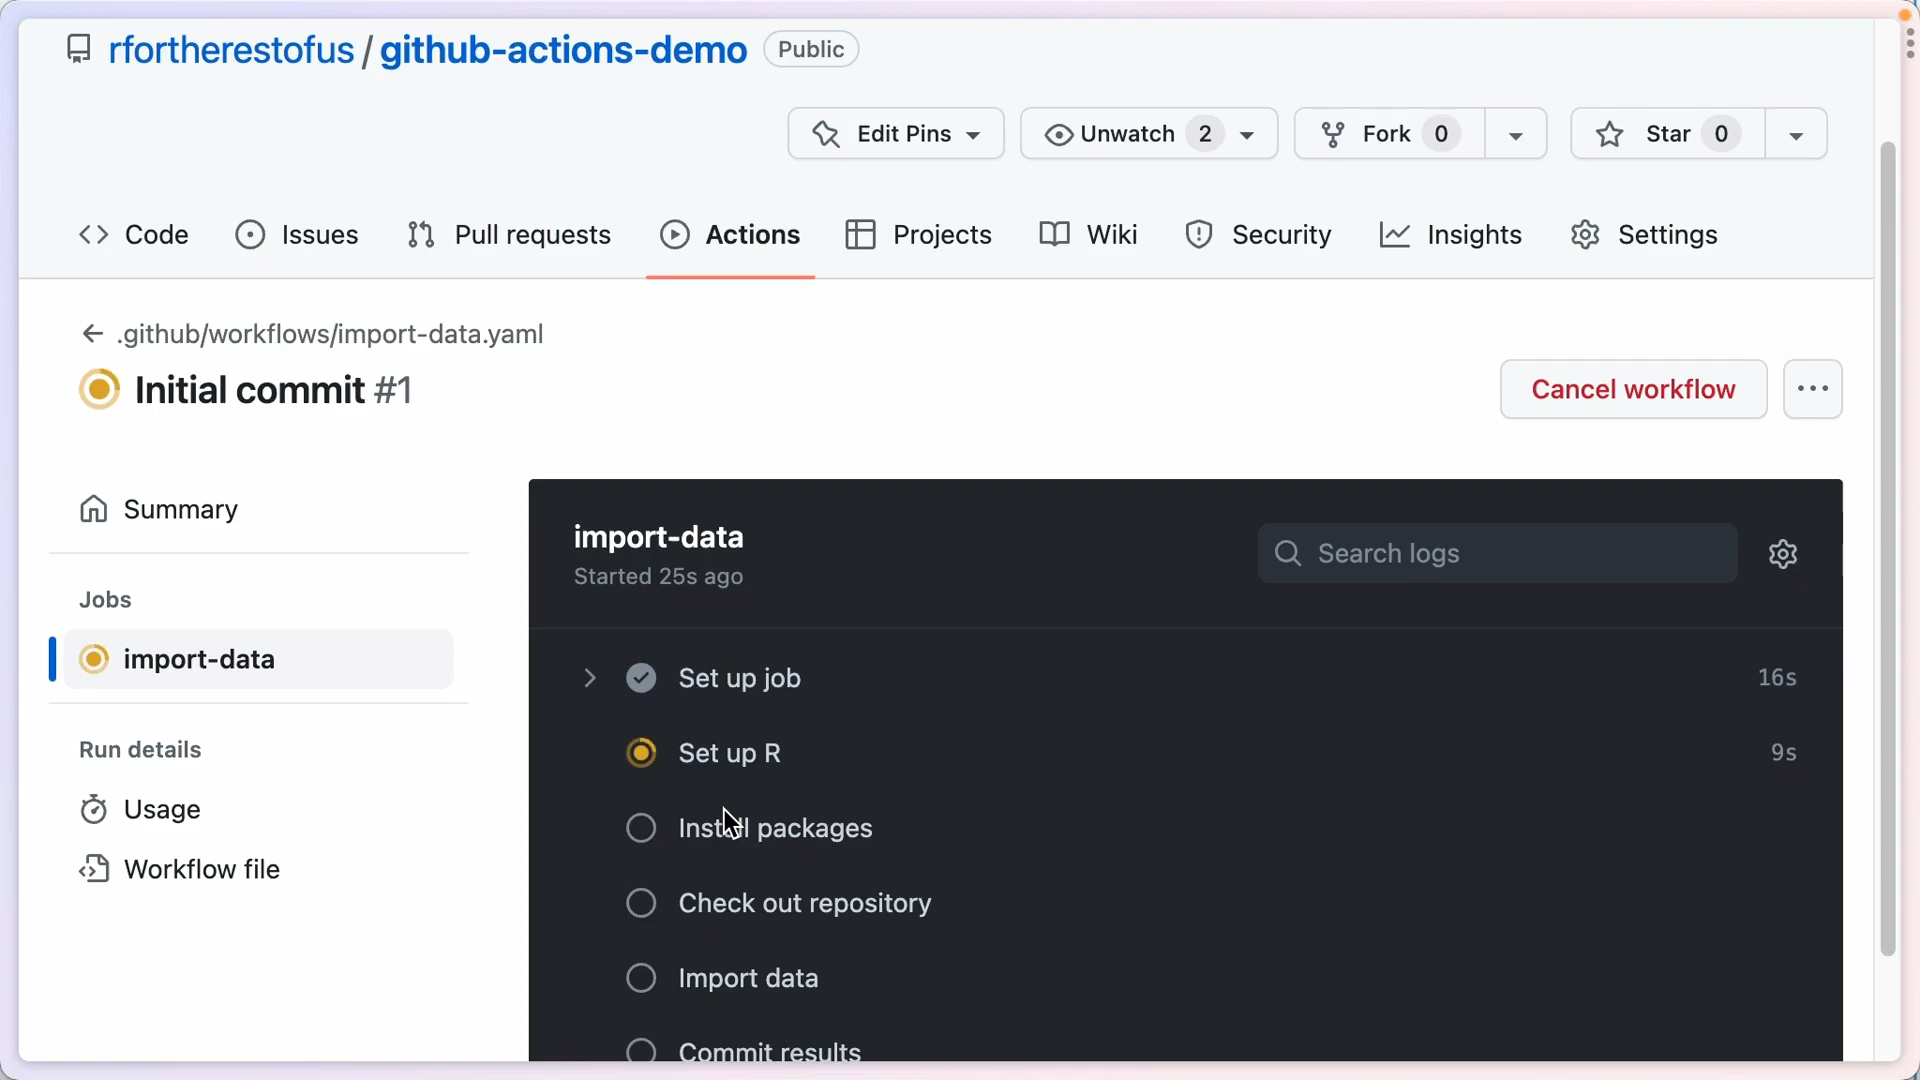 rfortherestofus / github-actions-demo Public
Edit Pins Unwatch 2 Fork 0 Star 0
Code Issues Pull requests Actions Projects Wiki Security Insights Settings
.github/workflows/import-data.yaml
Initial commit #1
Cancel workflow
Summary
Jobs
import-data
Run details
Usage
Workflow file
import-data
Started 25s ago
Search logs
Set up job 16s
Set up R 9s
Install packages
Check out repository
Import data
Commit results